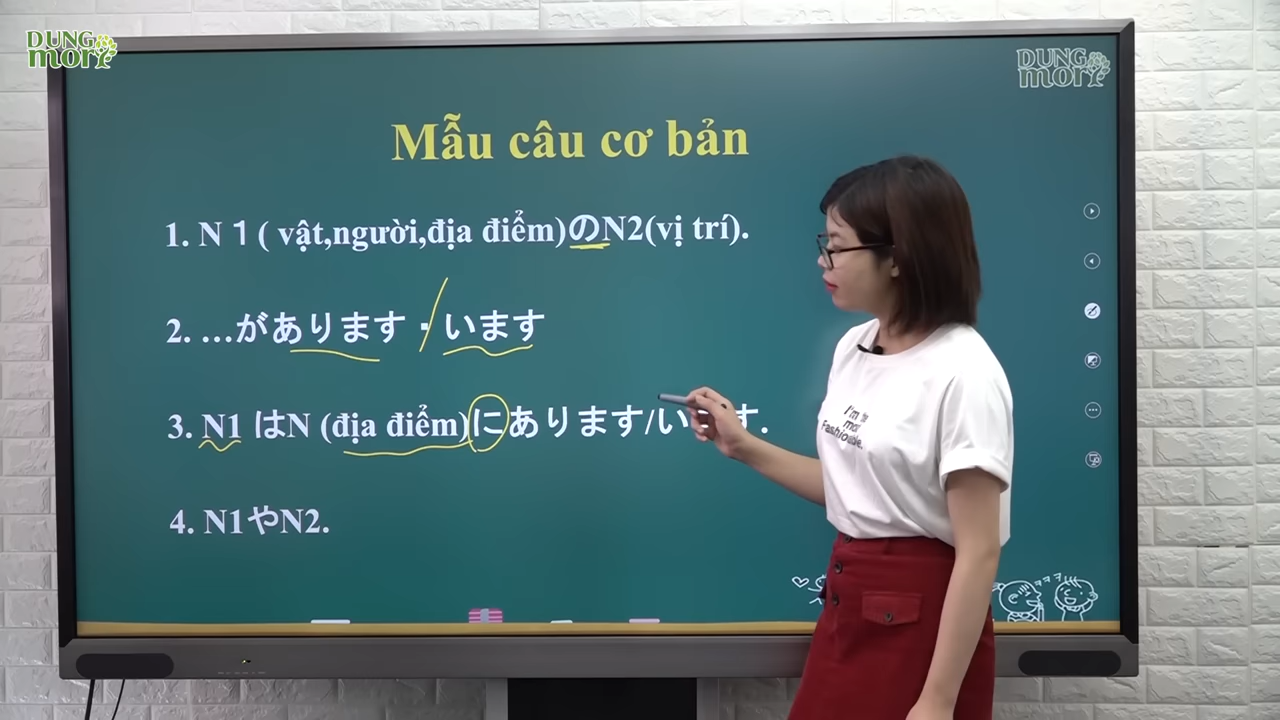 DUNG
mori
DUNG
mori
Mẫu câu cơ bản
1. N１( vật,người,địa điểm)のN2(vị trí).
2. ...があります・います
3. N1 はN (địa điểm)にあります/います.
4. N1やN2.
I'm
Fashionable.